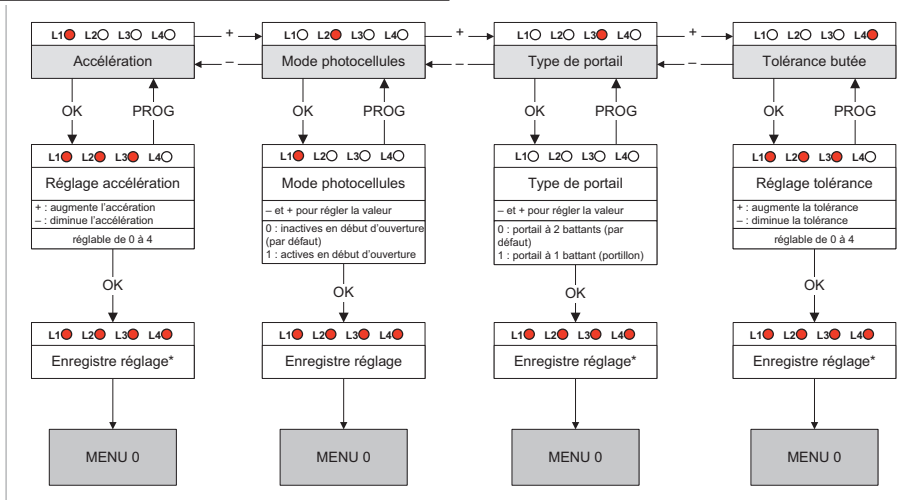 L1 L2 L3 L4 + L1 L2 L3 L4 + L1 L2 L3 L4 + L1 L2 L3 L4
Accélération – Mode photocellules – Type de portail – Tolérance butée
OK PROG OK PROG OK PROG OK PROG
L1 L2 L3 L4
Réglage accélération
+ : augmente l'accération
– : diminue l'accélération
réglable de 0 à 4
L1 L2 L3 L4
Mode photocellules
– et + pour régler la valeur
0 : inactives en début d'ouverture
(par défaut)
1 : actives en début d'ouverture
L1 L2 L3 L4
Type de portail
– et + pour régler la valeur
0 : portail à 2 battants (par
défaut)
1 : portail à 1 battant (portillon)
L1 L2 L3 L4
Réglage tolérance
+ : augmente la tolérance
– : diminue la tolérance
réglable de 0 à 4
OK OK OK OK
L1 L2 L3 L4 L1 L2 L3 L4 L1 L2 L3 L4 L1 L2 L3 L4
Enregistre réglage* Enregistre réglage Enregistre réglage* Enregistre réglage*
MENU 0 MENU 0 MENU 0 MENU 0